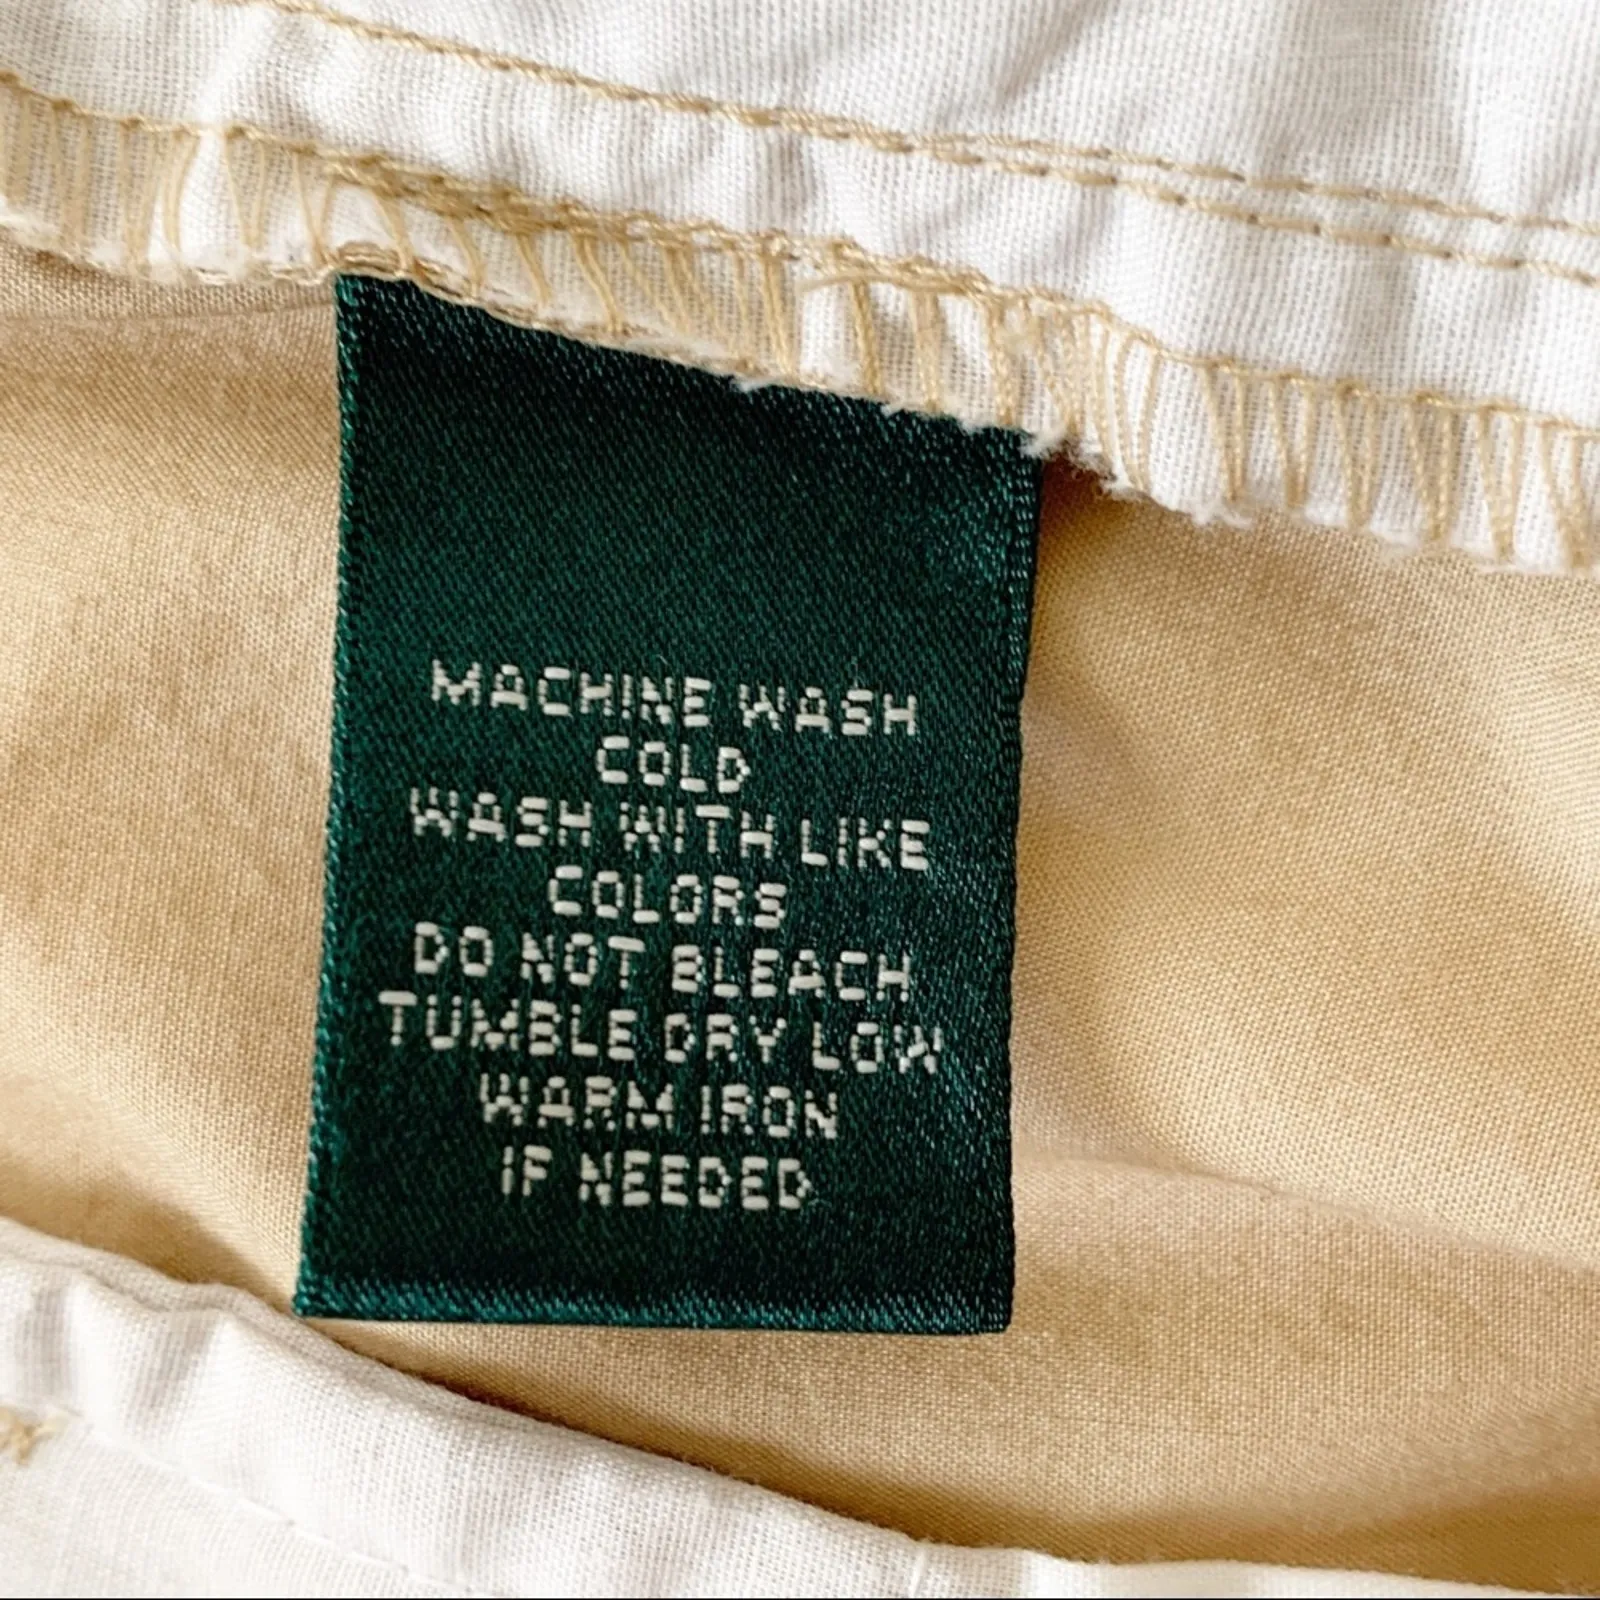 MACHINE WASH
COLD
WASH WITH LIKE
COLORS
DO NOT BLEACH
TUMBLE DRY LOW
WARM IRON
IF NEEDED